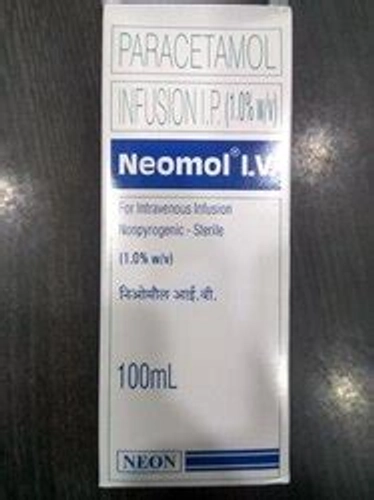 PARACETAMOL
INFUSION I.P. (1.0% w/v)
Neomol® I.V.
For Intravenous Infusion
Nonpyrogenic - Sterile
(1.0% w/v)
निओमौल आई.वी.
100mL
NEON